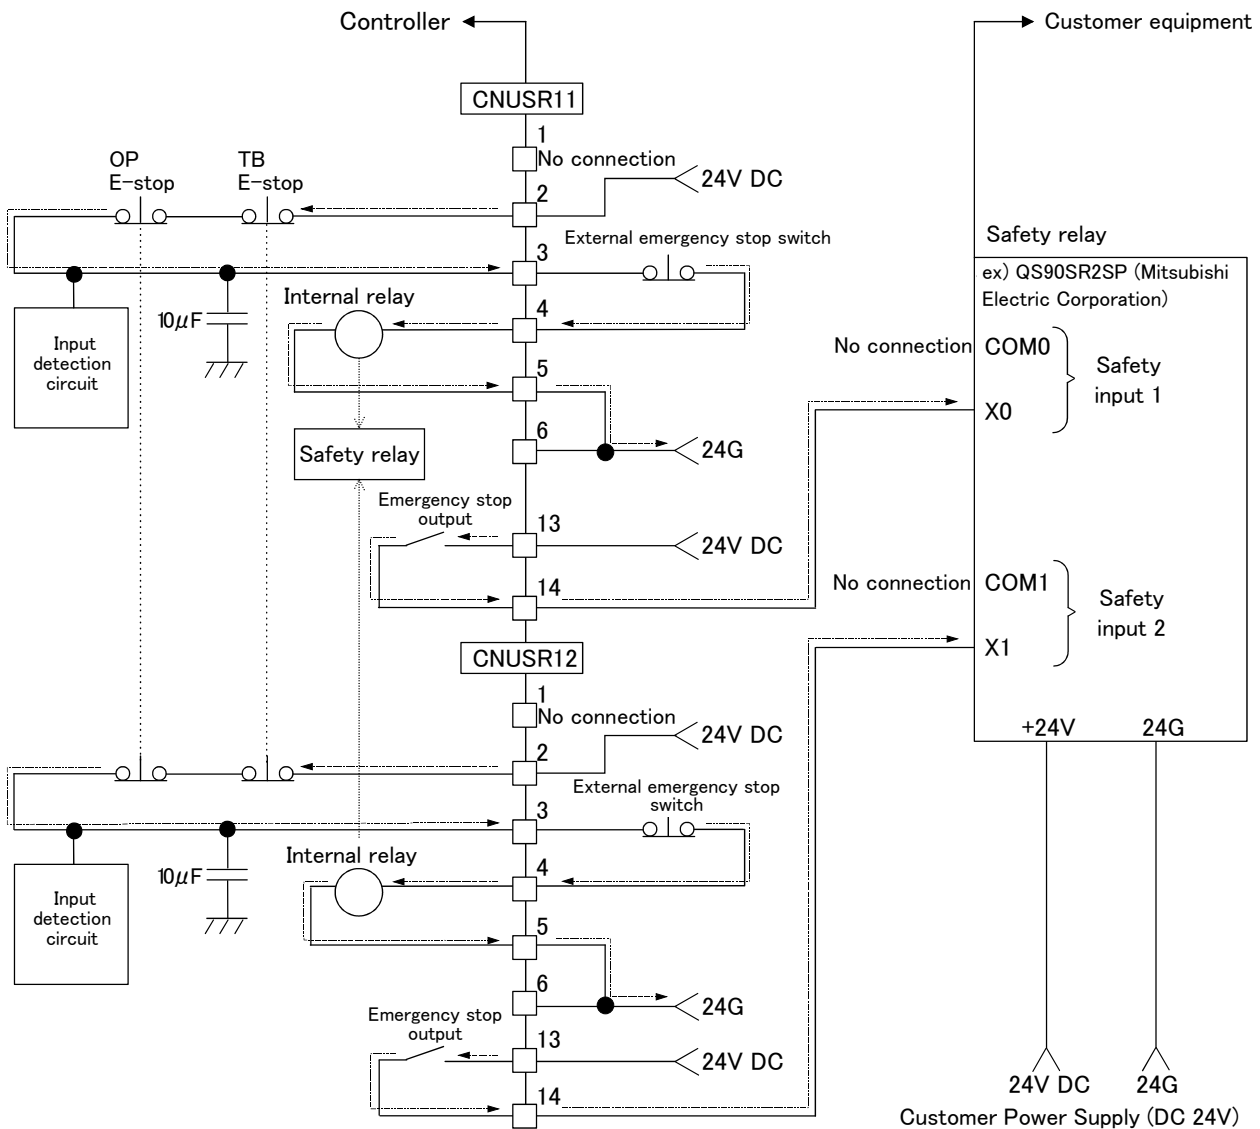 Controller
Customer equipment
CNUSR11
1
No connection
24V DC
OP
E-stop
TB
E-stop
2
External emergency stop switch
3
Internal relay
10μF
4
Input
detection
circuit
5
6
24G
Safety relay
Emergency stop
output
13
24V DC
14
Safety relay
ex) QS90SR2SP (Mitsubishi
Electric Corporation)
No connection
COM0
X0
Safety
input 1
No connection
COM1
X1
Safety
input 2
+24V
24G
CNUSR12
1
No connection
24V DC
2
External emergency stop
switch
3
Internal relay
10μF
4
Input
detection
circuit
5
6
24G
Emergency stop
output
13
24V DC
14
24V DC
24G
Customer Power Supply (DC 24V)